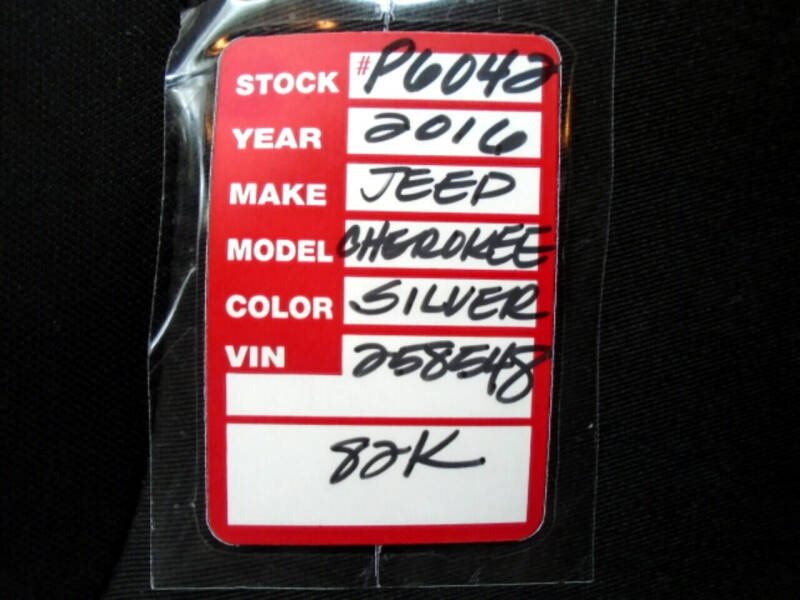 STOCK #P6042
YEAR 2016
MAKE JEEP
MODEL CHEROKEE
COLOR SILVER
VIN 258548
82K